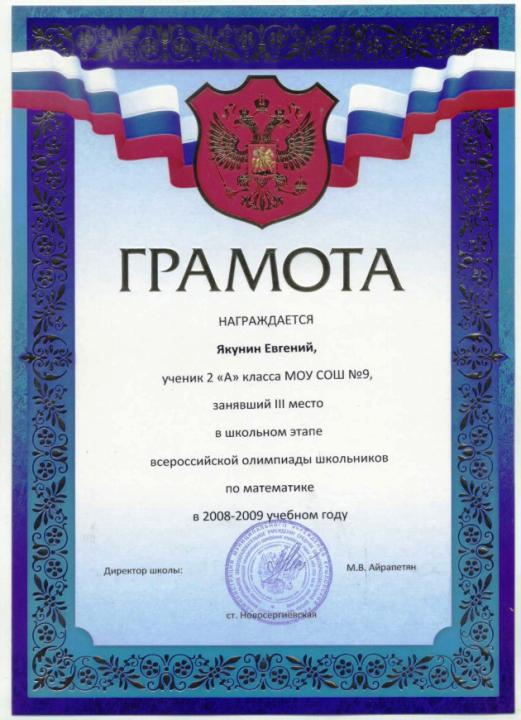 ГРАМОТА
НАГРАЖДАЕТСЯ
Якунин Евгений,
ученик 2 «А» класса МОУ СОШ №9,
занявший III место
в школьном этапе
всероссийской олимпиады школьников
по математике
в 2008-2009 учебном году
Директор школы:
М.В. Айрапетян
ст. Новосергиевская